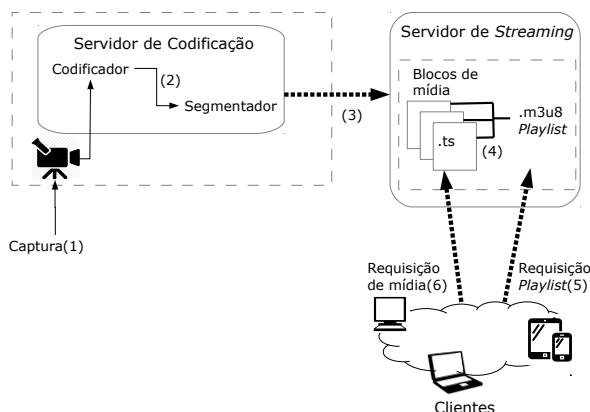 Servidor de Codificação
Codificador
(2)
Segmentador
(3)
Captura(1)
Servidor de Streaming
Blocos de
mídia
.ts
(4)
.m3u8
Playlist
Requisição
de mídia(6)
Requisição
Playlist(5)
Clientes